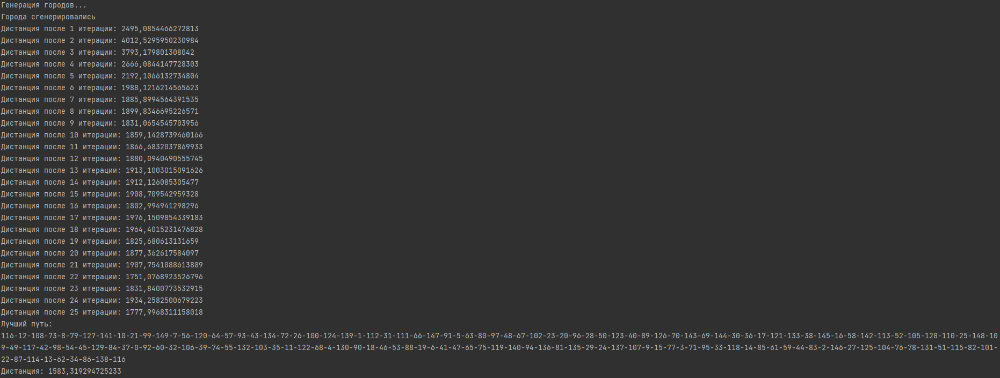 Генерация городов...
Города сгенерировались
Дистанция после 1 итерации: 2495,0854466272813
Дистанция после 2 итерации: 4012,5295950230984
Дистанция после 3 итерации: 3793,179801308042
Дистанция после 4 итерации: 2666,0844147728303
Дистанция после 5 итерации: 2192,1066132734804
Дистанция после 6 итерации: 1988,1216214565623
Дистанция после 7 итерации: 1885,8994564391535
Дистанция после 8 итерации: 1899,8346695226571
Дистанция после 9 итерации: 1831,0654545703956
Дистанция после 10 итерации: 1859,1428739460166
Дистанция после 11 итерации: 1866,6832037869933
Дистанция после 12 итерации: 1880,0940490555745
Дистанция после 13 итерации: 1913,1003015091626
Дистанция после 14 итерации: 1912,126085305477
Дистанция после 15 итерации: 1908,709542959328
Дистанция после 16 итерации: 1802,994941298296
Дистанция после 17 итерации: 1976,1509854339183
Дистанция после 18 итерации: 1964,4015231476828
Дистанция после 19 итерации: 1825,680613131659
Дистанция после 20 итерации: 1877,362617584097
Дистанция после 21 итерации: 1907,7541088613889
Дистанция после 22 итерации: 1751,0768923526796
Дистанция после 23 итерации: 1831,8400773532915
Дистанция после 24 итерации: 1934,2582500679223
Дистанция после 25 итерации: 1777,9968311158018
Лучший путь:
116-12-108-73-8-79-127-141-10-21-99-149-7-56-120-64-57-93-43-134-72-26-100-124-139-1-112-31-111-66-147-91-5-63-80-97-48-67-102-23-20-96-28-50-123-40-89-126-70-143-69-144-30-36-17-121-133-38-145-16-58-142-113-52-105-128-110-25-148-10
9-49-117-42-98-54-45-129-84-37-0-92-60-32-106-39-74-55-132-103-35-11-122-68-4-130-90-18-46-53-88-19-6-41-47-65-75-119-140-94-136-81-135-29-24-137-107-9-15-77-3-71-95-33-118-14-85-61-59-44-83-2-146-27-125-104-76-78-131-51-115-82-101-
22-87-114-13-62-34-86-138-116
Дистанция: 1583,319294725233